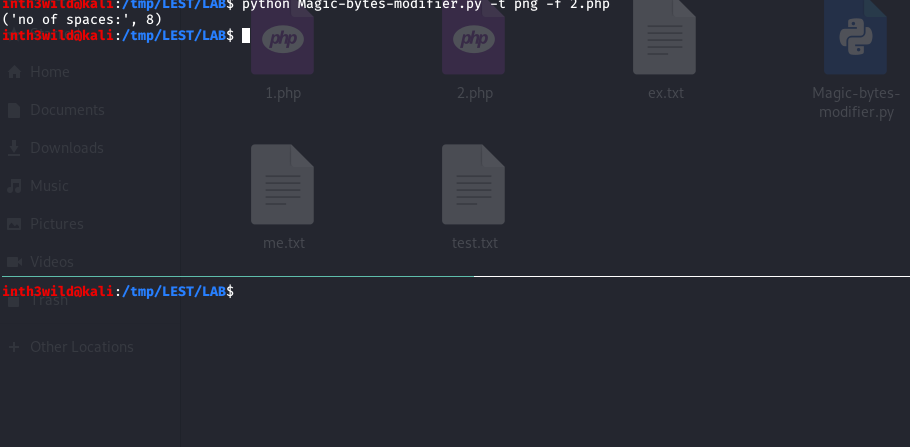 inth3wild@kali:/tmp/LEST/LAB$ python Magic-bytes-modifier.py -t png -f 2.php
('no of spaces:', 8)
inth3wild@kali:/tmp/LEST/LAB$
Home
Documents
Downloads
Music
Pictures
Videos
Trash
Other Locations
php
php
1.php
2.php
ex.txt
Magic-bytes-
modifier.py
me.txt
test.txt
inth3wild@kali:/tmp/LEST/LAB$